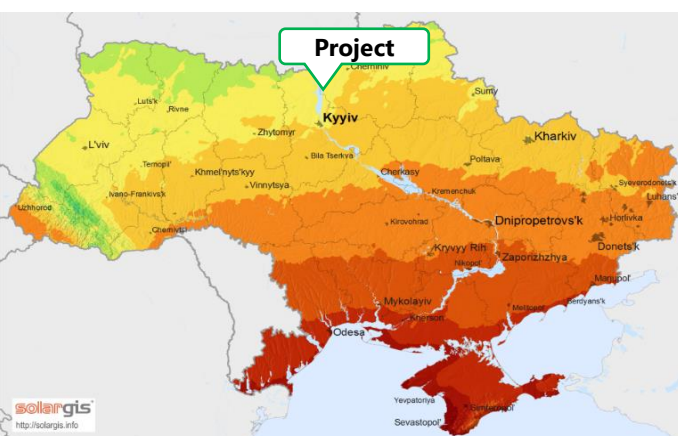 Project
Cherniniv
Sumy
Lutsk
Rivne
Kyyiv
Kharkiv
Zhytomyr
L'viv
Bila Tserkva
Poltava
Ternopil'
Khmel'nyts'kyy
Cherkasy
Syeverodonets'k
Vinnytsya
Kremenchuk
Ivano-Frankivs'k
Luhans'
Uzhhorod
Kirovohrad
Dnipropetrovs'k
Horlivka
Chernivtsi
Kryvyy Rih
Donets'k
Zaporizhzhya
Nikopol'
Mariupol'
Mykolayiv
Melitopol'
Berdyans'k
Kherson
Odesa
Yevpatoriya
Simferopol'
Sevastopol'
solargis
http://solargis.info